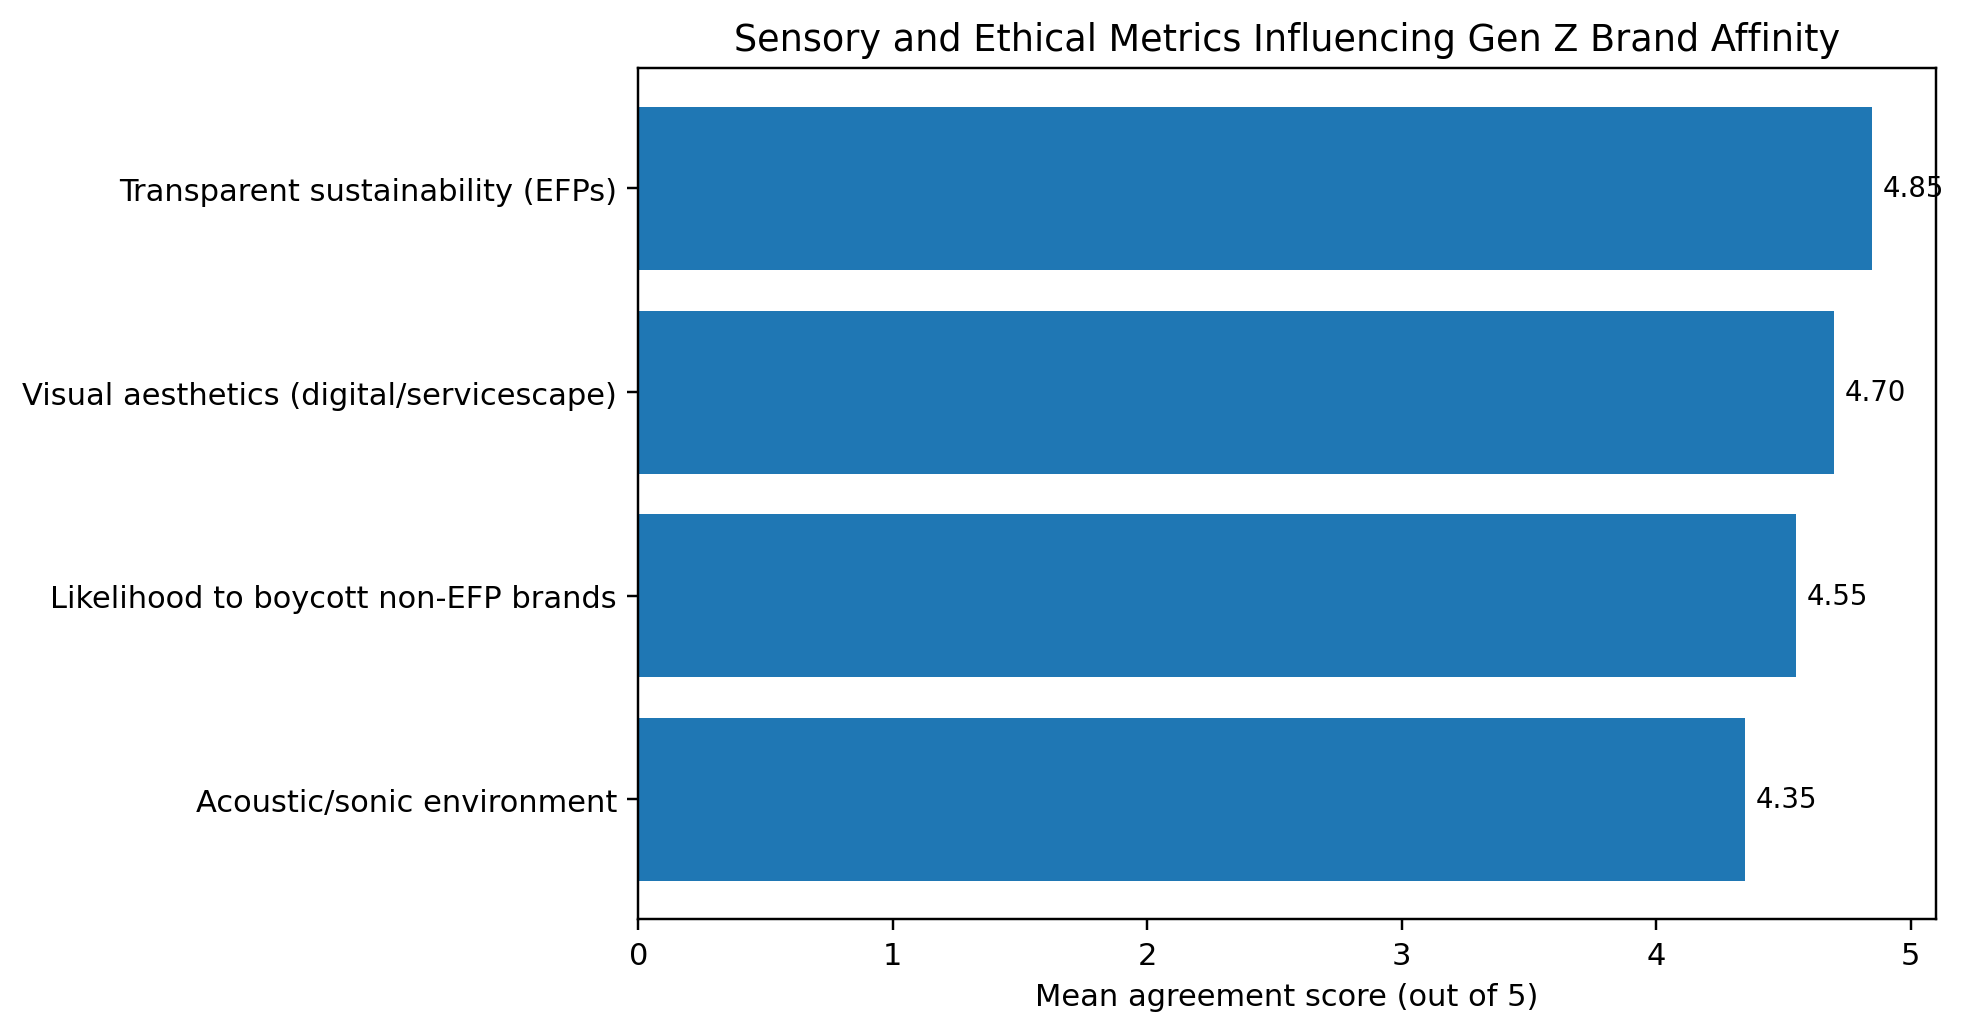 Sensory and Ethical Metrics Influencing Gen Z Brand Affinity
Transparent sustainability (EFPs)
4.85
Visual aesthetics (digital/servicescape)
4.70
Likelihood to boycott non-EFP brands
4.55
Acoustic/sonic environment
4.35
0 1 2 3 4 5
Mean agreement score (out of 5)